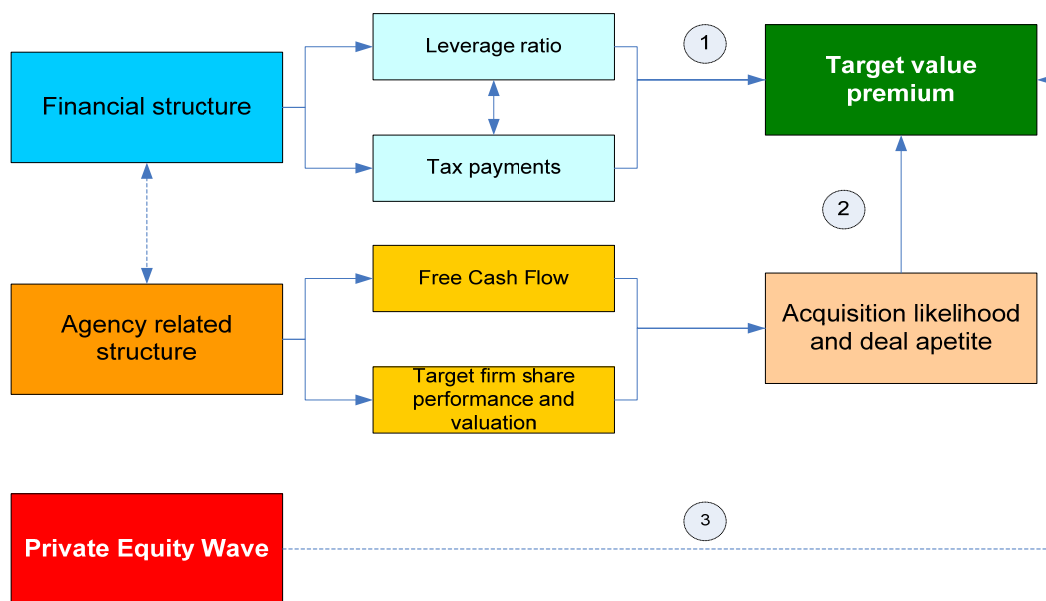 Leverage ratio
1
Target value
premium
Financial structure
Tax payments
2
Free Cash Flow
Agency related
structure
Acquisition likelihood
and deal apetite
Target firm share
performance and
valuation
Private Equity Wave
3